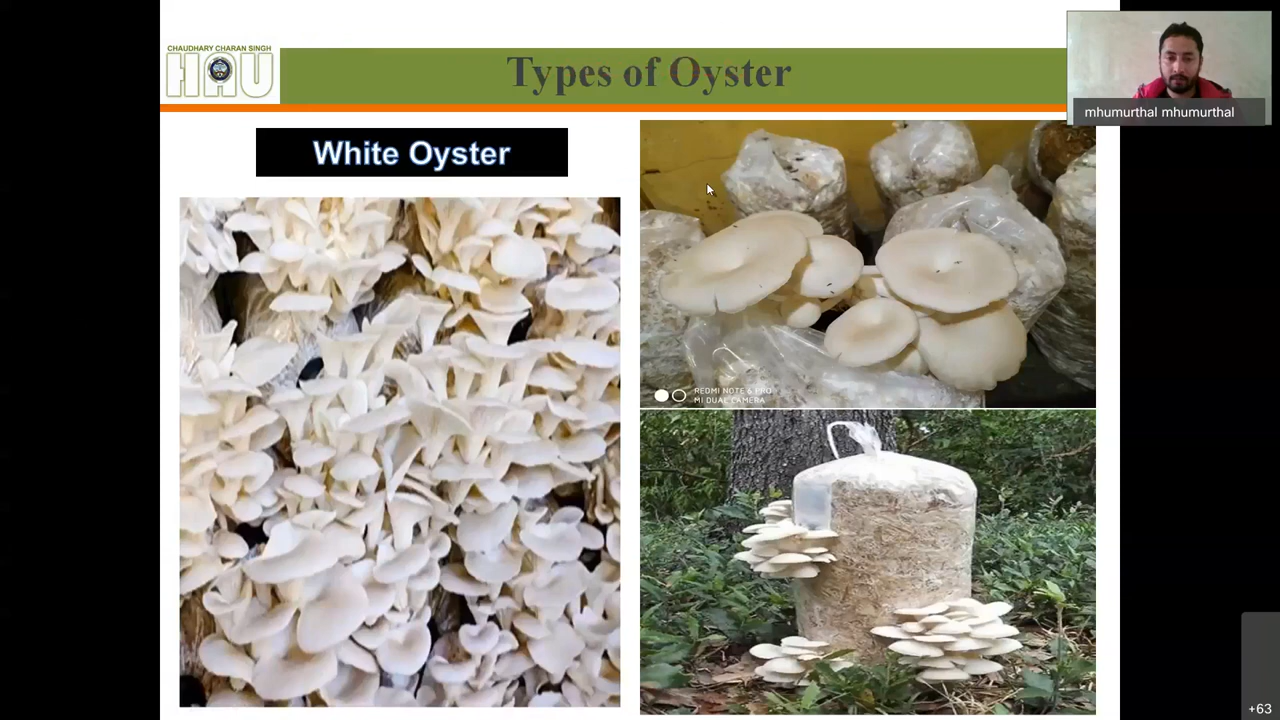 CHAUDHARY CHARAN SINGH
HAU
Types of Oyster
mhumurthal mhumurthal
White Oyster
REDMI NOTE 6 PRO
MI DUAL CAMERA
+63